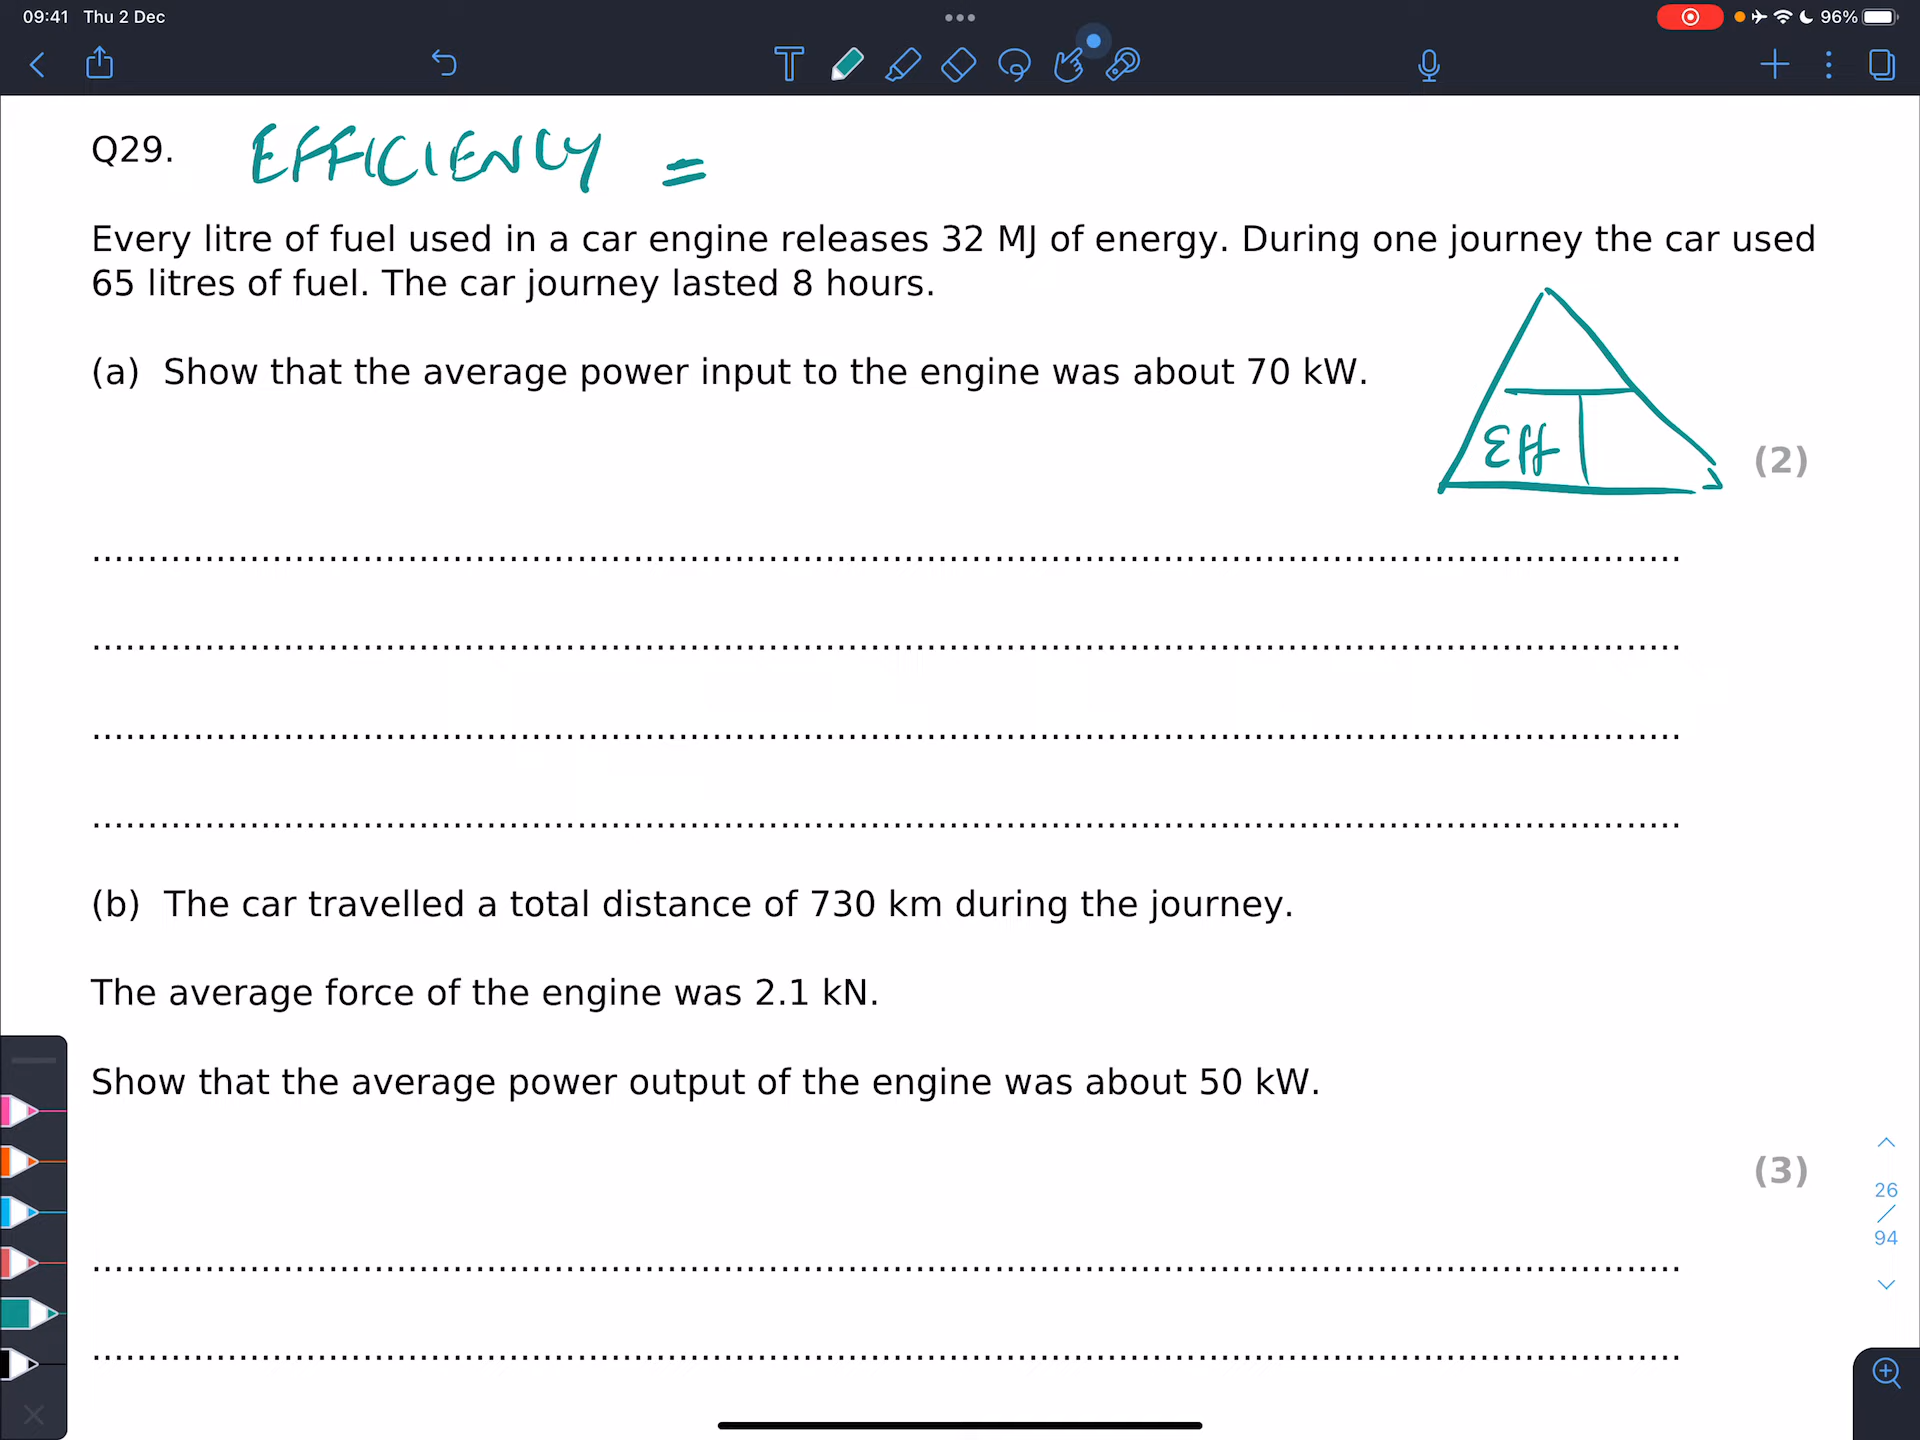 09:41 Thu 2 Dec
96%
Q29. EFFICIENCY =
Every litre of fuel used in a car engine releases 32 MJ of energy. During one journey the car used
65 litres of fuel. The car journey lasted 8 hours.
(a) Show that the average power input to the engine was about 70 kW.
Eff
(2)
(b) The car travelled a total distance of 730 km during the journey.
The average force of the engine was 2.1 kN.
Show that the average power output of the engine was about 50 kW.
(3)
26
/
94